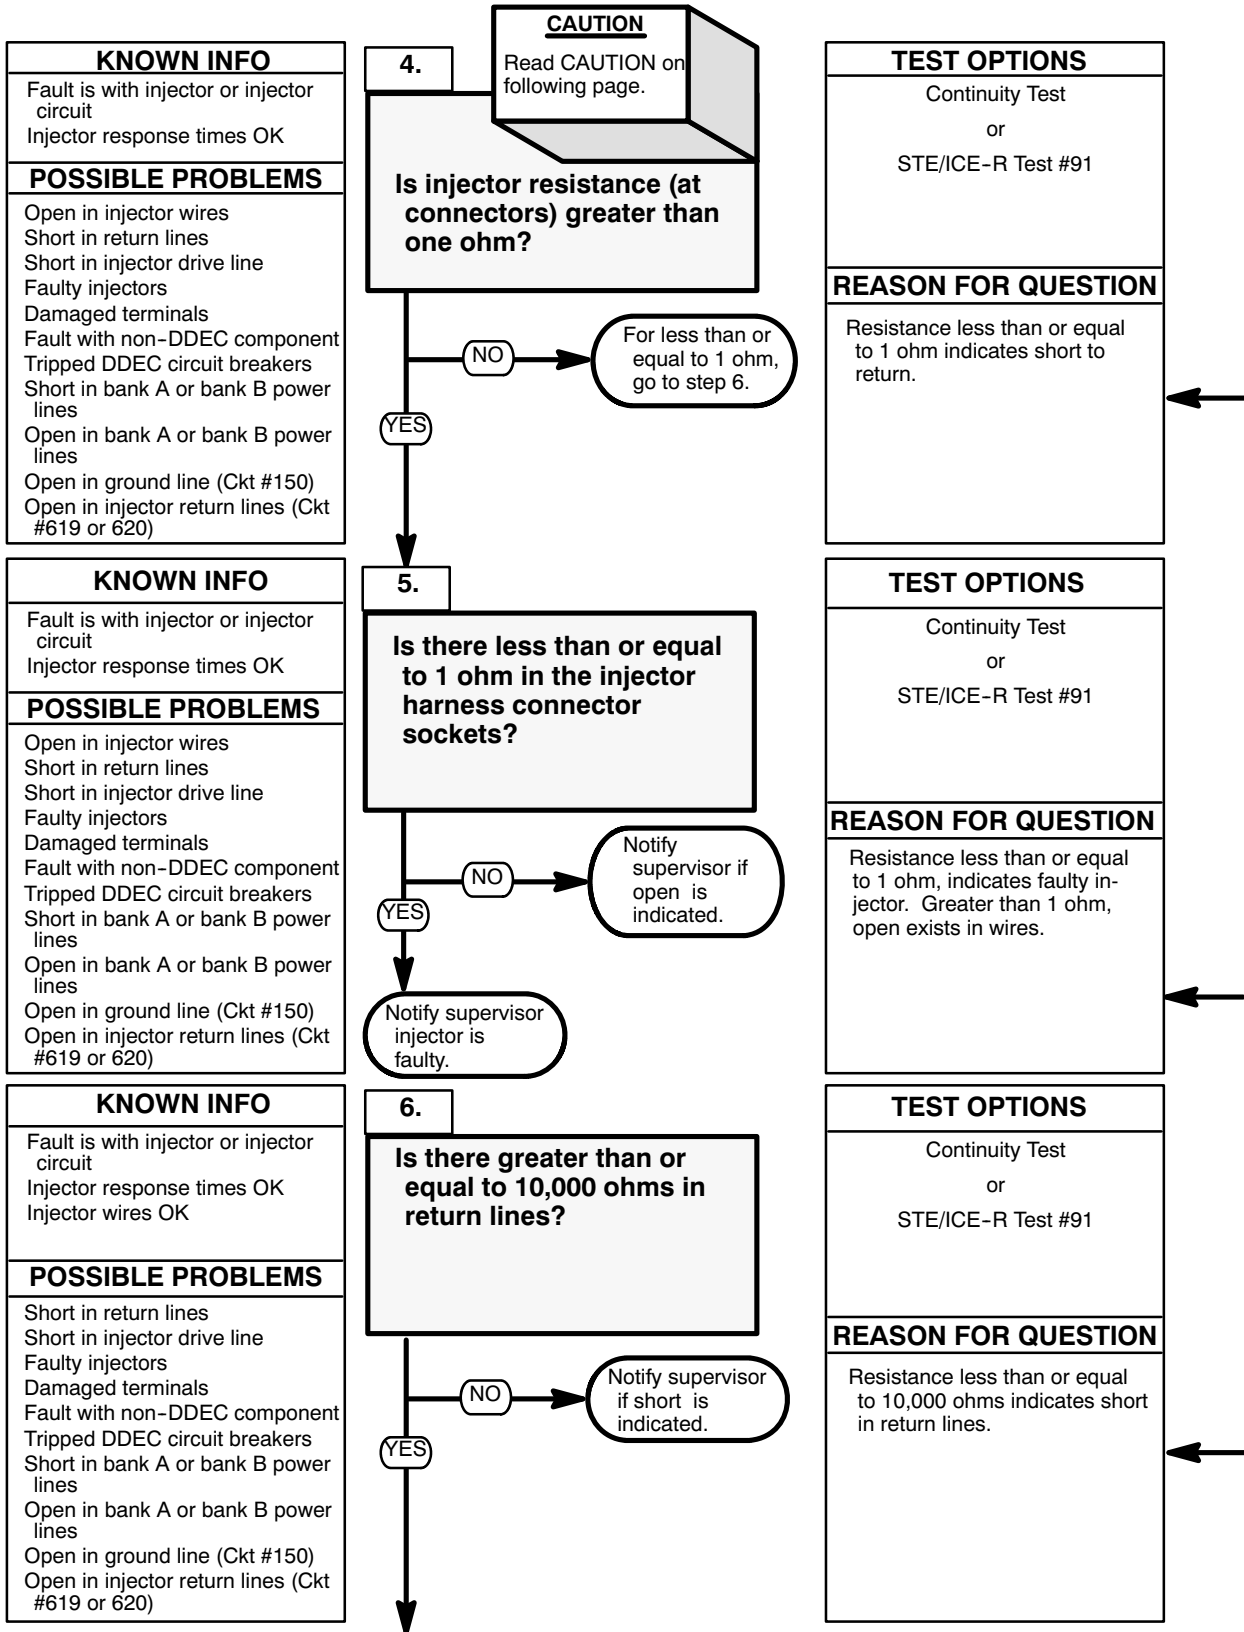 KNOWN INFO
Fault is with injector or injector
circuit
Injector response times OK
POSSIBLE PROBLEMS
Open in injector wires
Short in return lines
Short in injector drive line
Faulty injectors
Damaged terminals
Fault with non-DDEC component
Tripped DDEC circuit breakers
Short in bank A or bank B power
lines
Open in bank A or bank B power
lines
Open in ground line (Ckt #150)
Open in injector return lines (Ckt
#619 or 620)
4.
CAUTION
Read CAUTION on
following page.
Is injector resistance (at
connectors) greater than
one ohm?
NO
For less than or
equal to 1 ohm,
go to step 6.
YES
TEST OPTIONS
Continuity Test
or
STE/ICE-R Test #91
REASON FOR QUESTION
Resistance less than or equal
to 1 ohm indicates short to
return.
KNOWN INFO
Fault is with injector or injector
circuit
Injector response times OK
POSSIBLE PROBLEMS
Open in injector wires
Short in return lines
Short in injector drive line
Faulty injectors
Damaged terminals
Fault with non-DDEC component
Tripped DDEC circuit breakers
Short in bank A or bank B power
lines
Open in bank A or bank B power
lines
Open in ground line (Ckt #150)
Open in injector return lines (Ckt
#619 or 620)
5.
Is there less than or equal
to 1 ohm in the injector
harness connector
sockets?
NO
Notify
supervisor if
open is
indicated.
YES
Notify supervisor
injector is
faulty.
TEST OPTIONS
Continuity Test
or
STE/ICE-R Test #91
REASON FOR QUESTION
Resistance less than or equal
to 1 ohm, indicates faulty in-
jector. Greater than 1 ohm,
open exists in wires.
KNOWN INFO
Fault is with injector or injector
circuit
Injector response times OK
Injector wires OK
POSSIBLE PROBLEMS
Short in return lines
Short in injector drive line
Faulty injectors
Damaged terminals
Fault with non-DDEC component
Tripped DDEC circuit breakers
Short in bank A or bank B power
lines
Open in bank A or bank B power
lines
Open in ground line (Ckt #150)
Open in injector return lines (Ckt
#619 or 620)
6.
Is there greater than or
equal to 10,000 ohms in
return lines?
NO
Notify supervisor
if short is
indicated.
YES
TEST OPTIONS
Continuity Test
or
STE/ICE-R Test #91
REASON FOR QUESTION
Resistance less than or equal
to 10,000 ohms indicates short
in return lines.